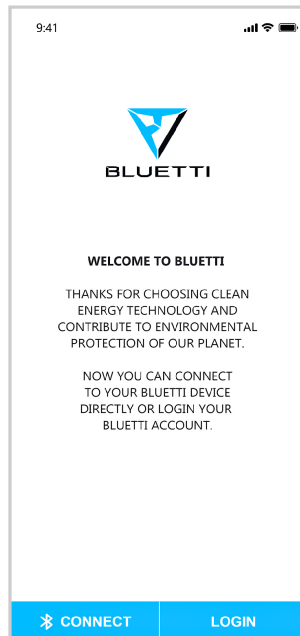 9:41
BLUETTI
WELCOME TO BLUETTI
THANKS FOR CHOOSING CLEAN
ENERGY TECHNOLOGY AND
CONTRIBUTE TO ENVIRONMENTAL
PROTECTION OF OUR PLANET.
NOW YOU CAN CONNECT
TO YOUR BLUETTI DEVICE
DIRECTLY OR LOGIN YOUR
BLUETTI ACCOUNT.
CONNECT
LOGIN